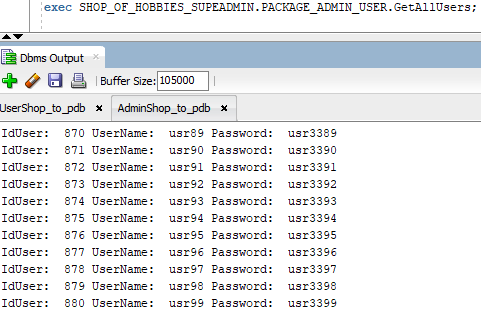 exec SHOP_OF_HOBBIES_SUPEADMIN.PACKAGE_ADMIN_USER.GetAllUsers;
Dbms Output ×
Buffer Size: 105000
UserShop_to_pdb × AdminShop_to_pdb ×
IdUser: 870 UserName: usr89 Password: usr3389
IdUser: 871 UserName: usr90 Password: usr3390
IdUser: 872 UserName: usr91 Password: usr3391
IdUser: 873 UserName: usr92 Password: usr3392
IdUser: 874 UserName: usr93 Password: usr3393
IdUser: 875 UserName: usr94 Password: usr3394
IdUser: 876 UserName: usr95 Password: usr3395
IdUser: 877 UserName: usr96 Password: usr3396
IdUser: 878 UserName: usr97 Password: usr3397
IdUser: 879 UserName: usr98 Password: usr3398
IdUser: 880 UserName: usr99 Password: usr3399